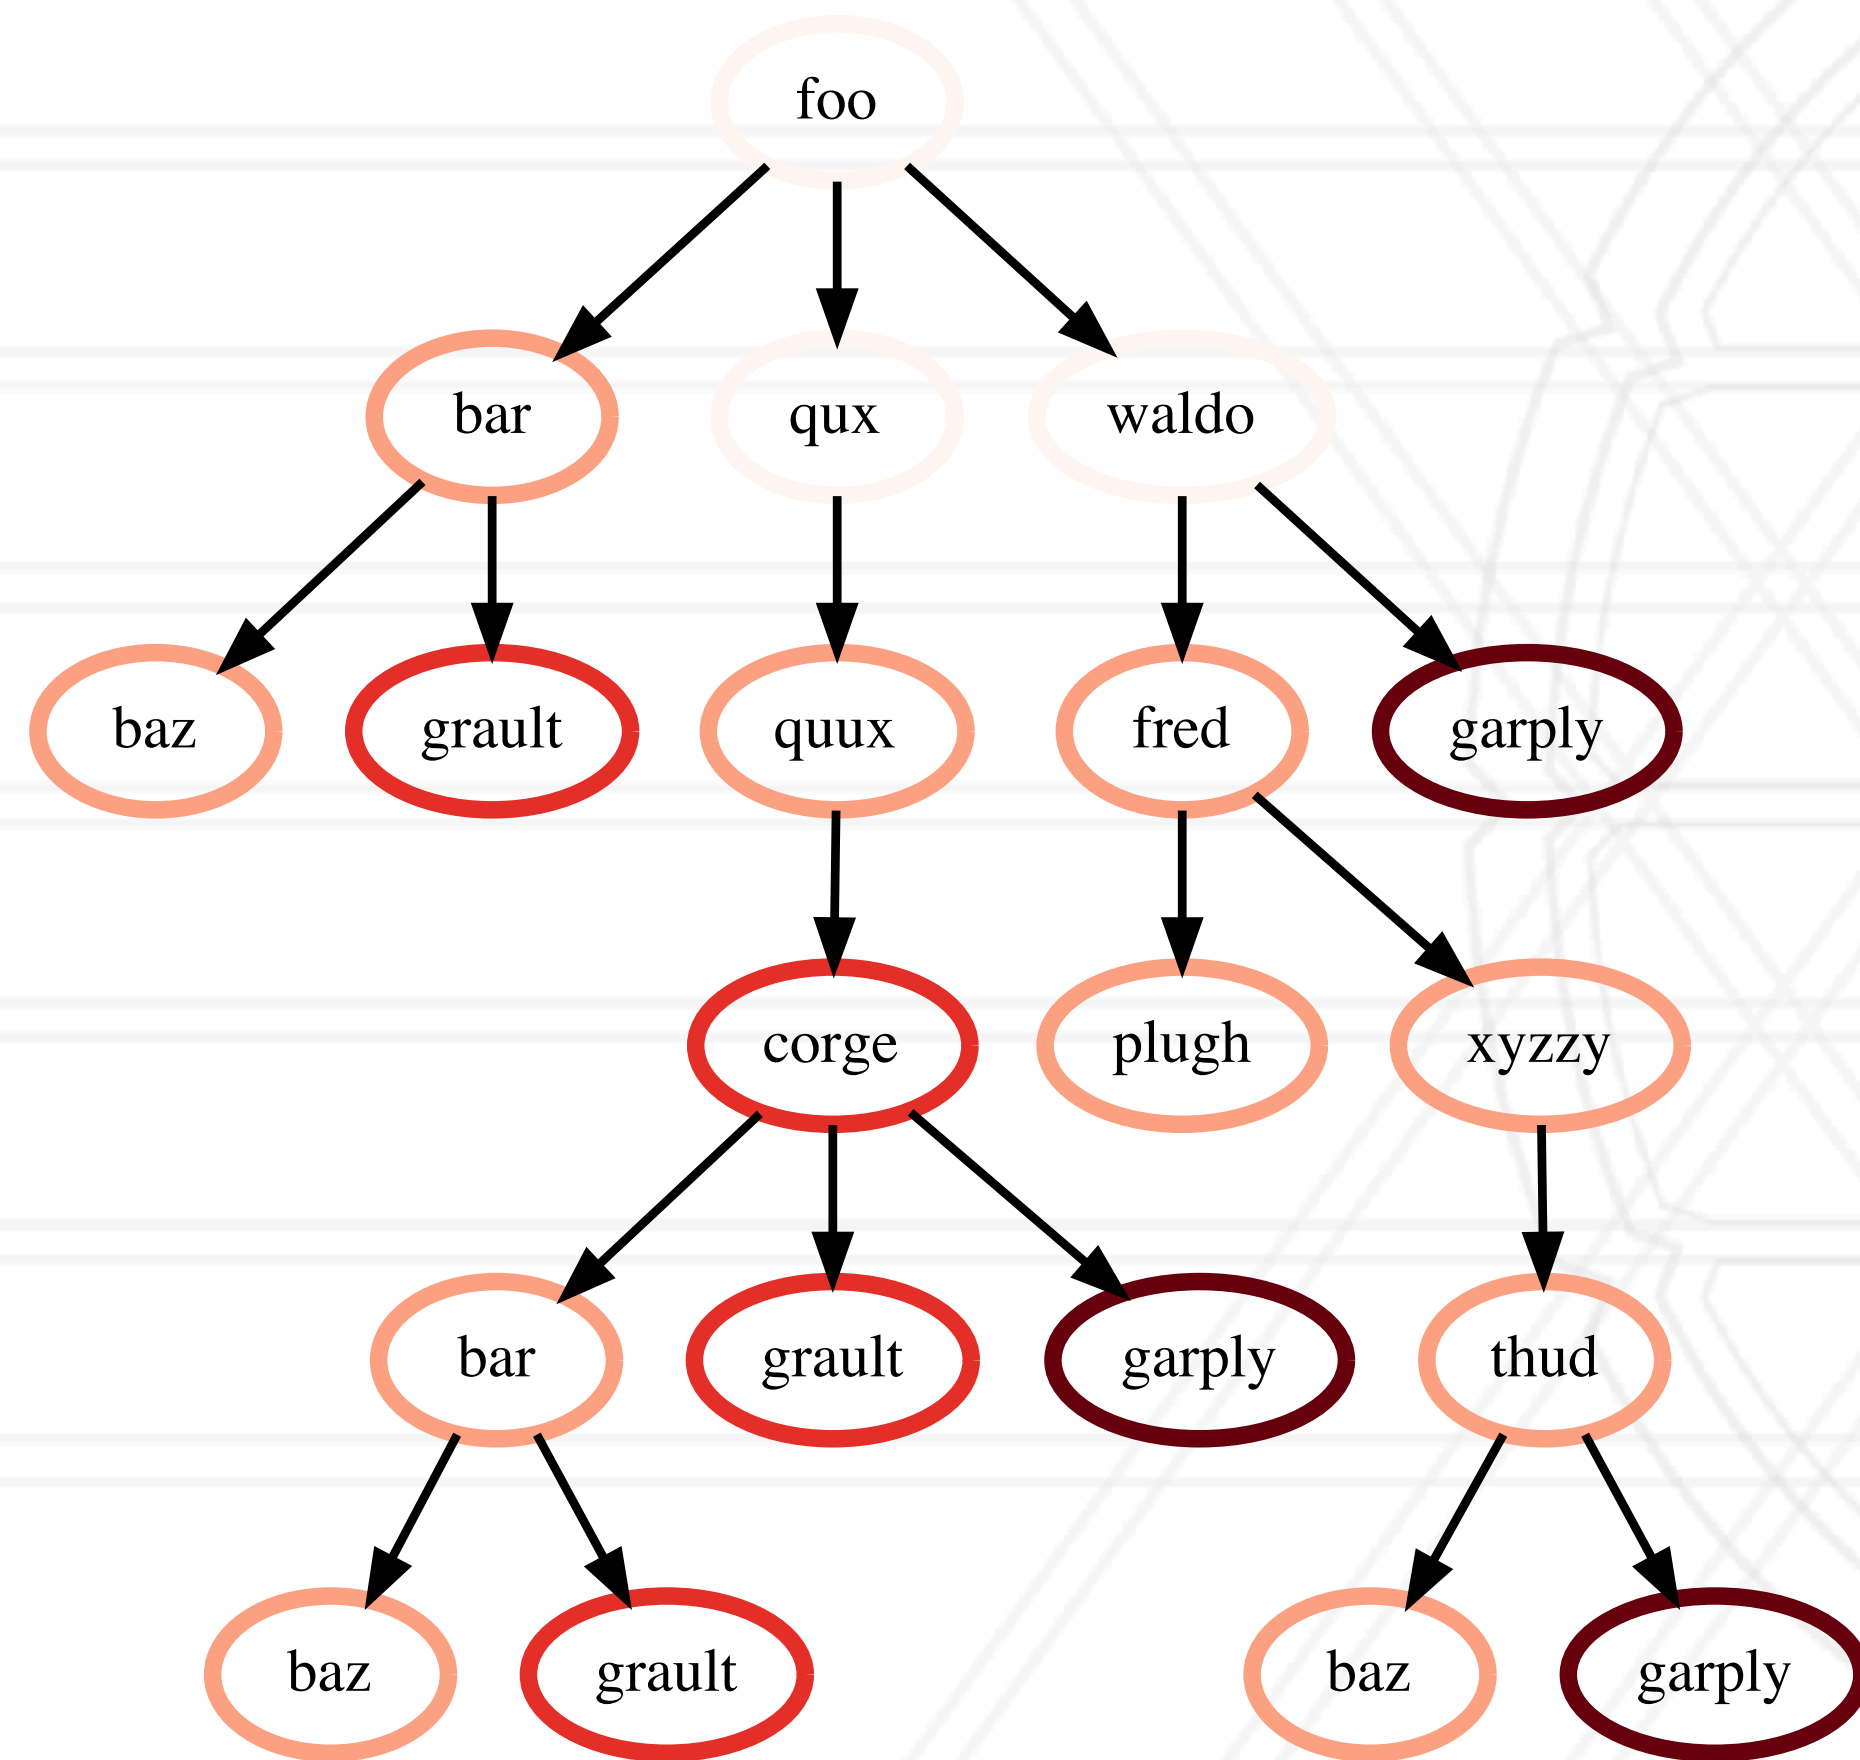 foo
bar
qux
waldo
baz
grault
quux
fred
garply
corge
plugh
xyzzy
bar
grault
garply
thud
baz
grault
baz
garply